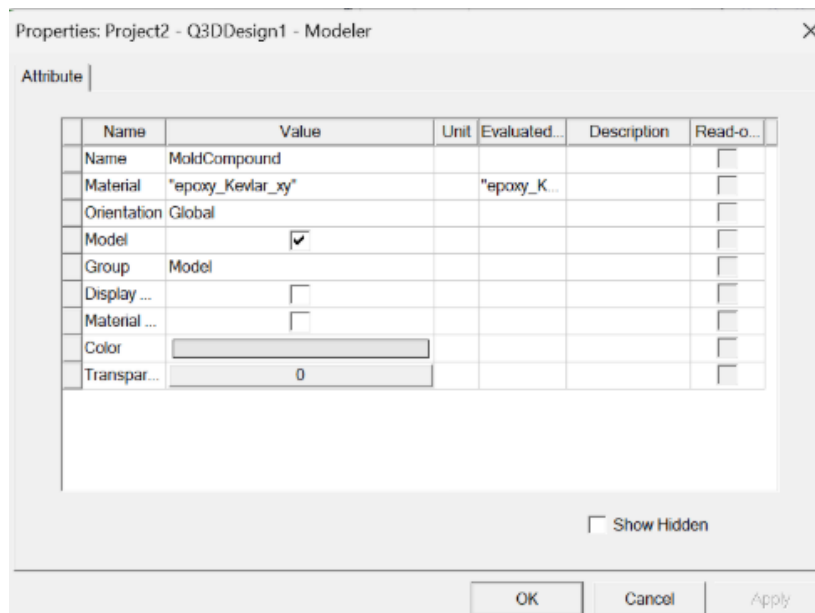 Properties: Project2 - Q3DDesign1 - Modeler
Attribute
Name Value Unit Evaluated... Description Read-o...
Name MoldCompound
Material "epoxy_Kevlar_xy" "epoxy_K...
Orientation Global
Model
Group Model
Display ...
Material ...
Color
Transpar... 0
Show Hidden
OK Cancel Apply